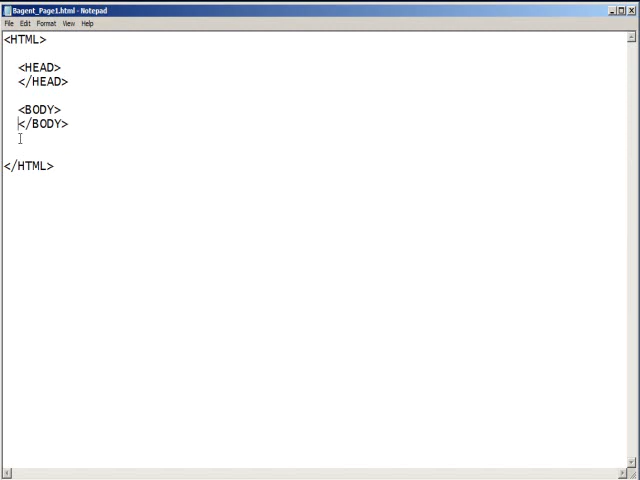 Bagent_Page1.html - Notepad
File Edit Format View Help
<HTML>
<HEAD>
</HEAD>
<BODY>
</BODY>
</HTML>